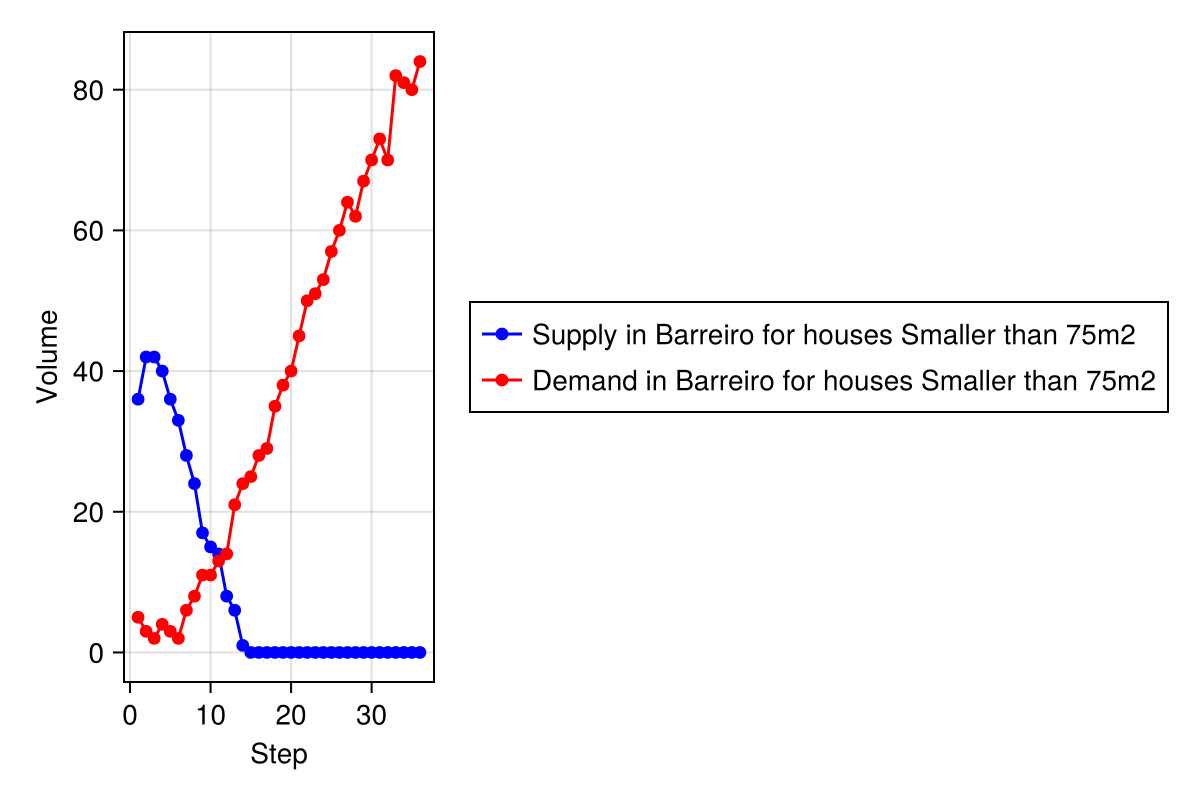 80
60
40
20
0
Volume
0 10 20 30
Step
Supply in Barreiro for houses Smaller than 75m2
Demand in Barreiro for houses Smaller than 75m2